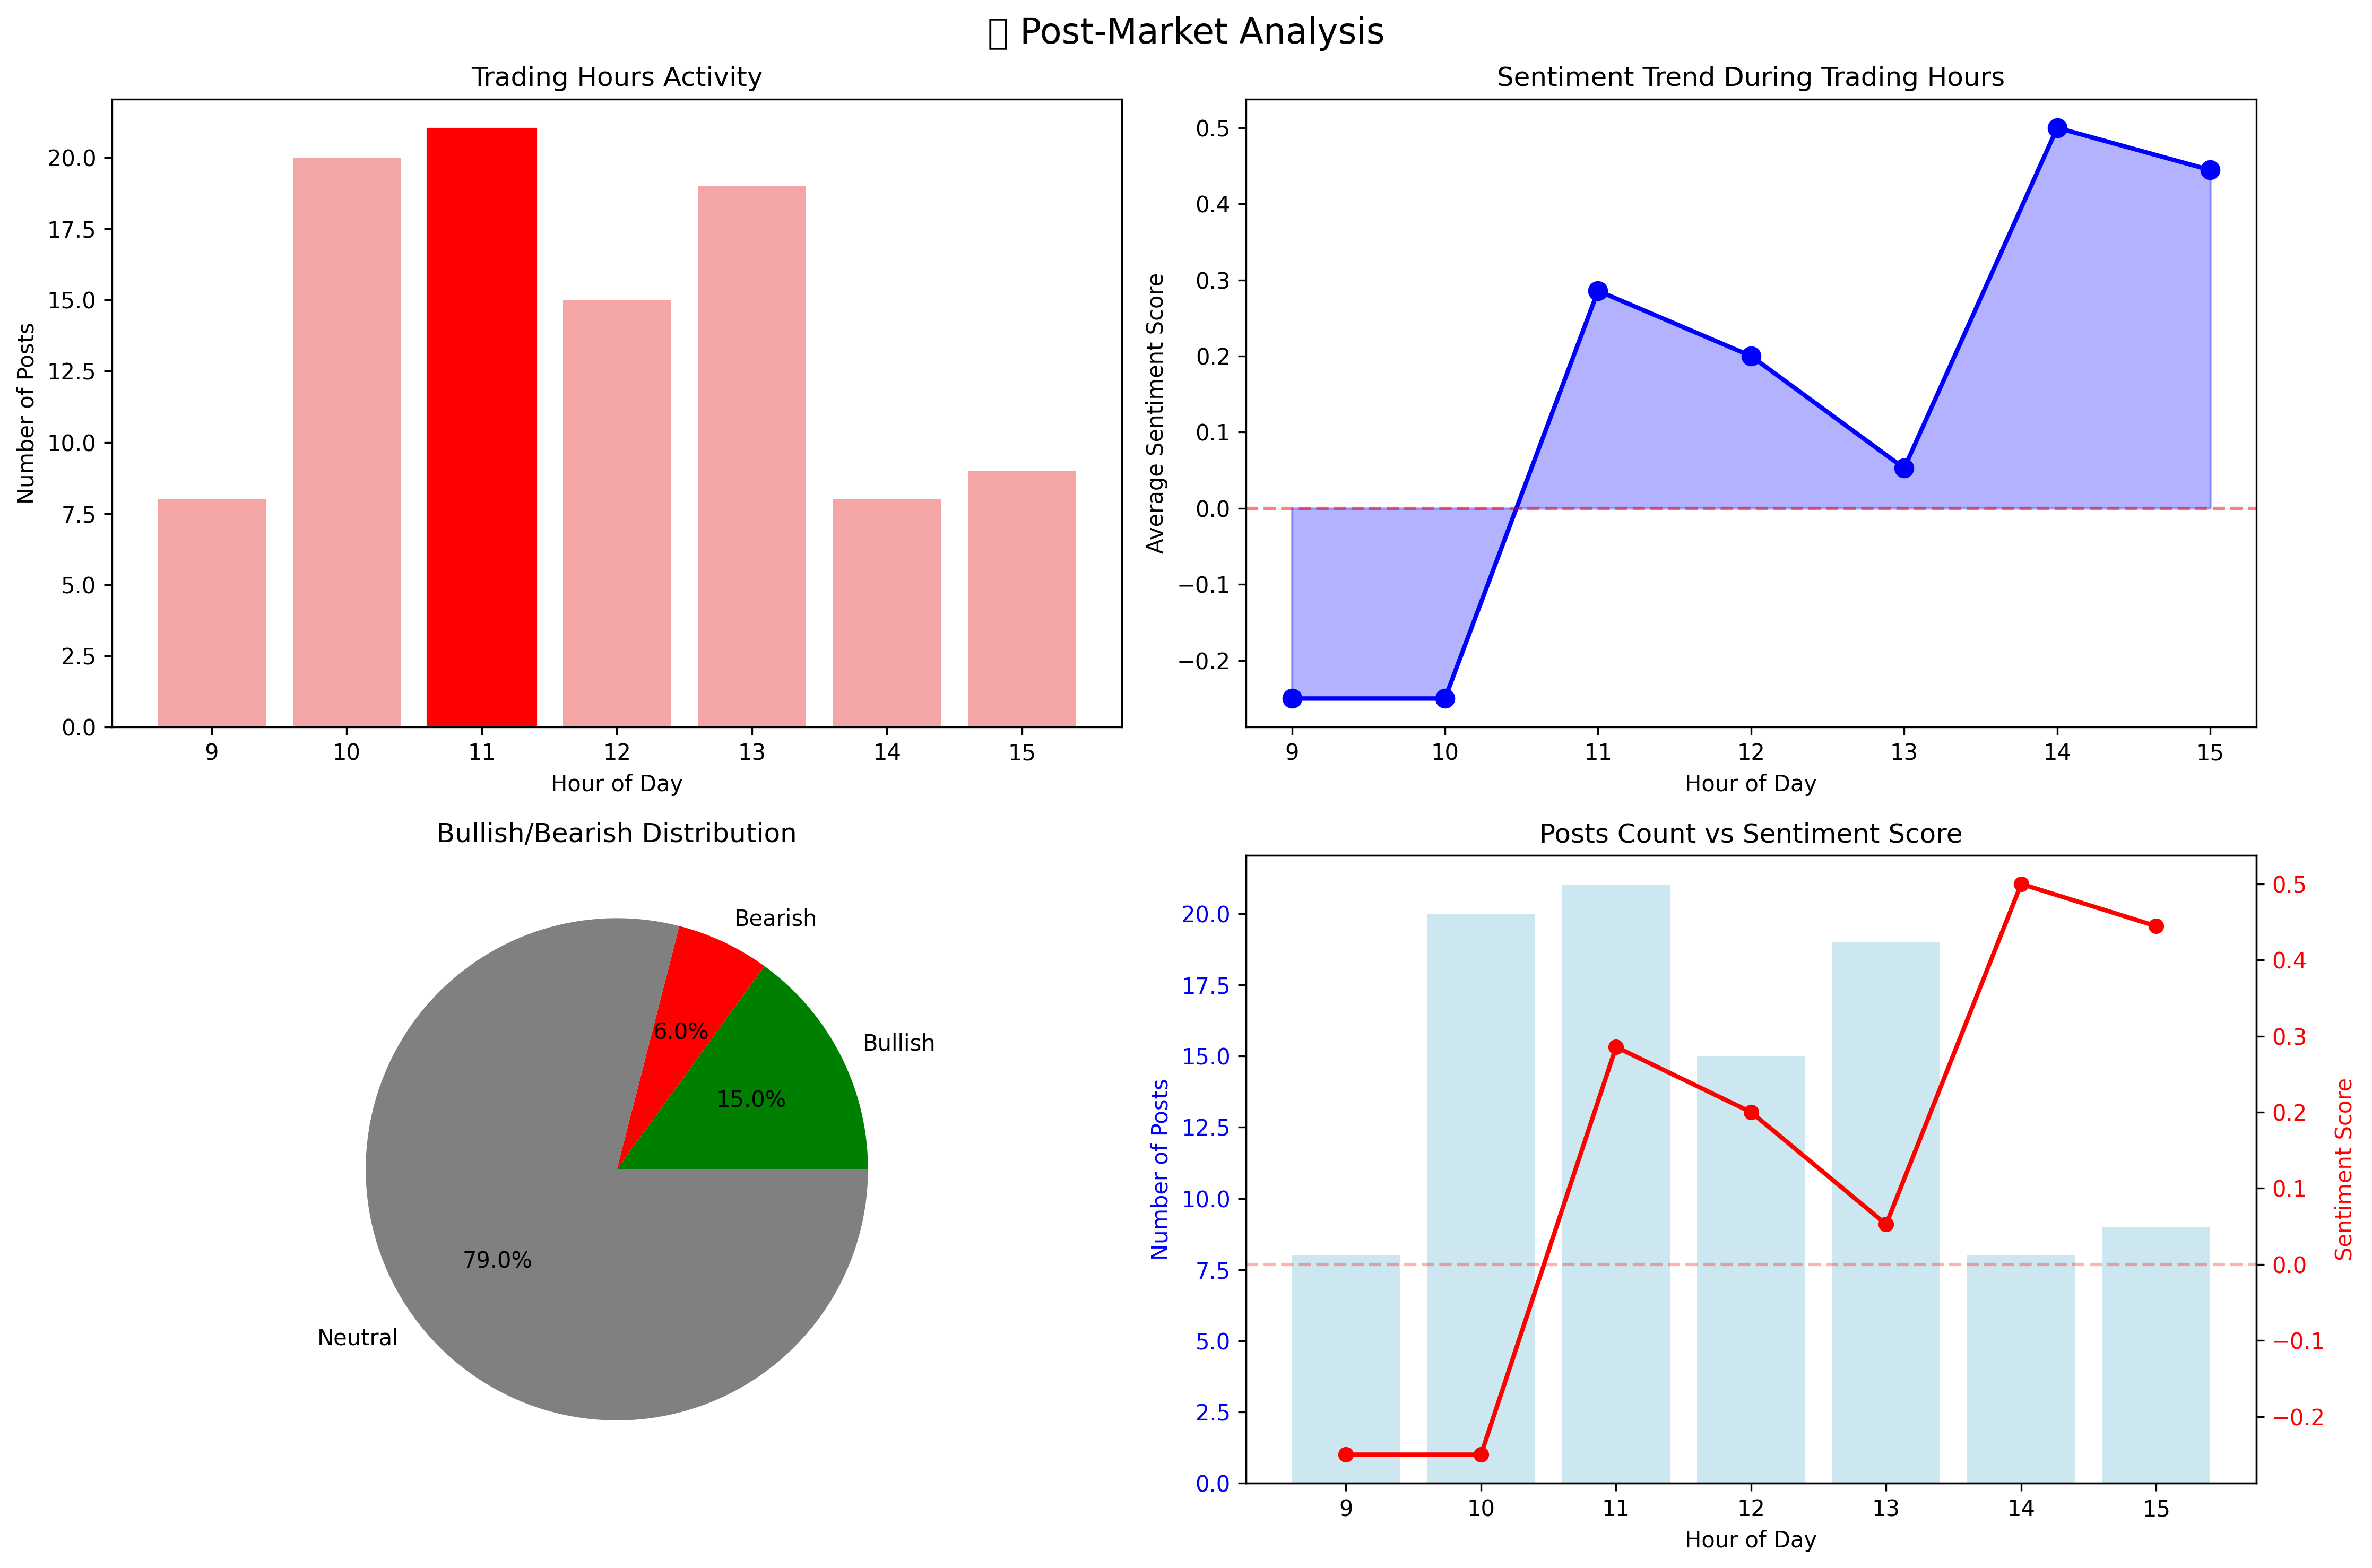 Post-Market Analysis
Trading Hours Activity
Number of Posts
20.0
17.5
15.0
12.5
10.0
7.5
5.0
2.5
0.0
9 10 11 12 13 14 15
Hour of Day
Sentiment Trend During Trading Hours
Average Sentiment Score
0.5
0.4
0.3
0.2
0.1
0.0
−0.1
−0.2
9 10 11 12 13 14 15
Hour of Day
Bullish/Bearish Distribution
Bearish
6.0%
Bullish
15.0%
79.0%
Neutral
Posts Count vs Sentiment Score
Number of Posts
20.0
17.5
15.0
12.5
10.0
7.5
5.0
2.5
0.0
0.5
0.4
0.3
0.2
0.1
0.0
−0.1
−0.2
Sentiment Score
9 10 11 12 13 14 15
Hour of Day